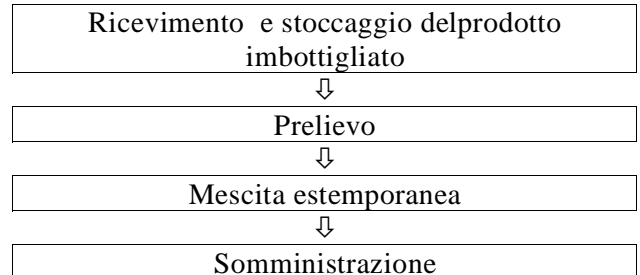 Ricevimento  e stoccaggio delprodotto
imbottigliato
⇩
Prelievo
⇩
Mescita estemporanea
⇩
Somministrazione